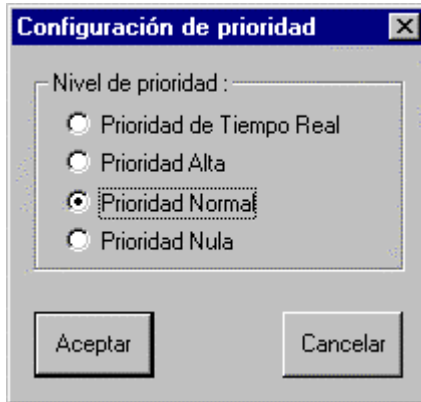 Configuración de prioridad
Nivel de prioridad :
Prioridad de Tiempo Real
Prioridad Alta
Prioridad Normal
Prioridad Nula
Aceptar
Cancelar